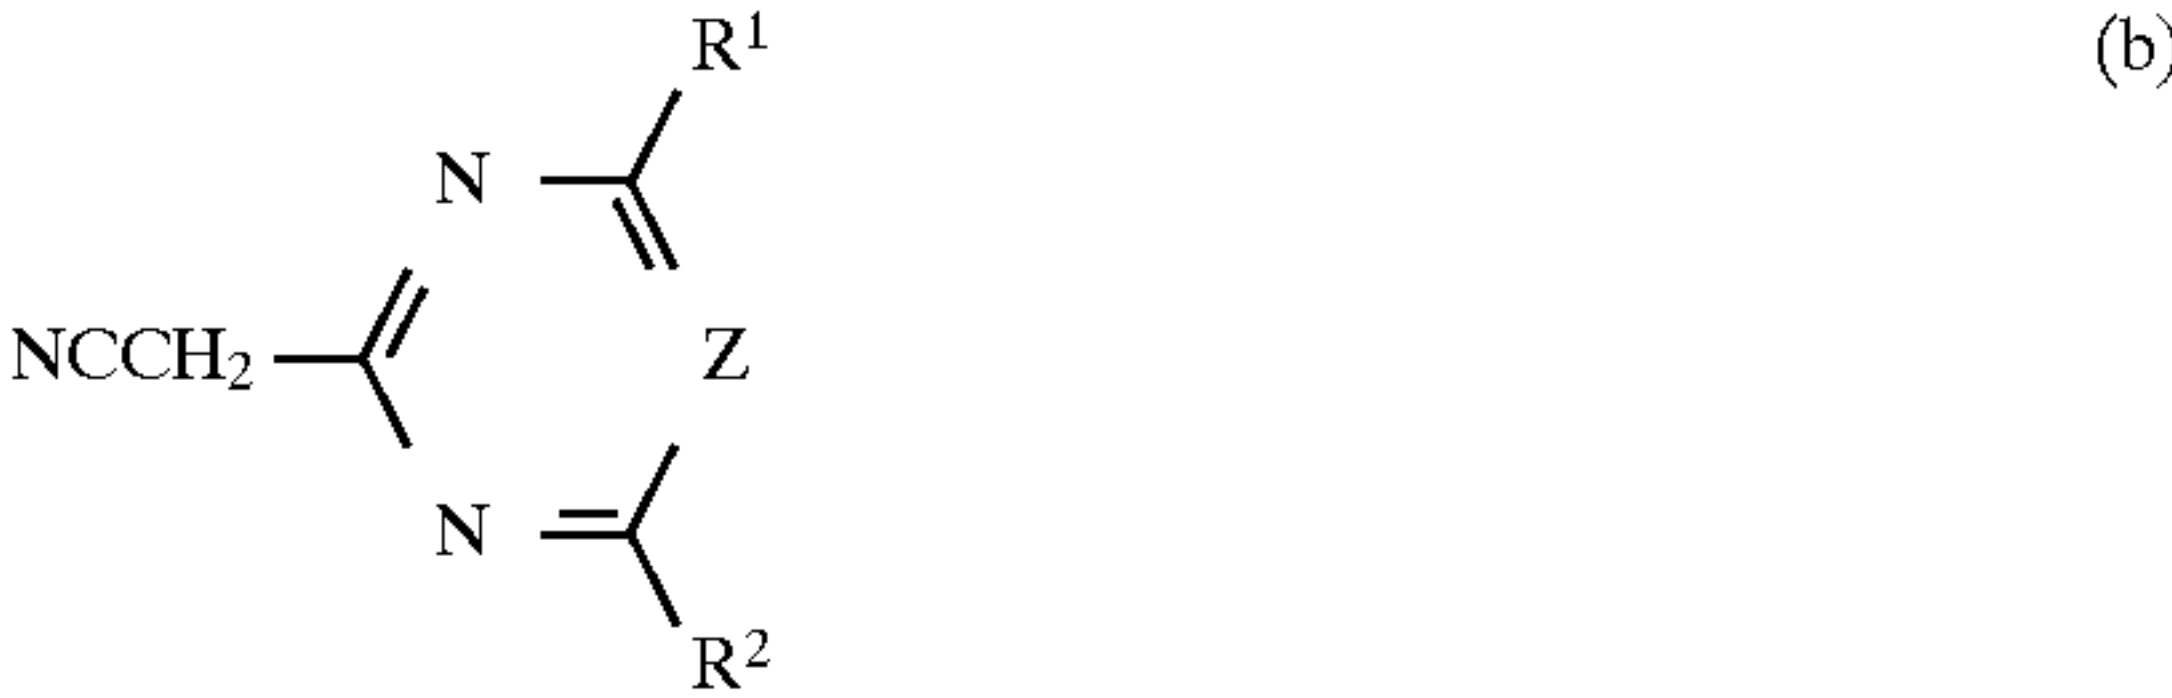 R¹ (b)
N
NCCH₂ Z
N
R²